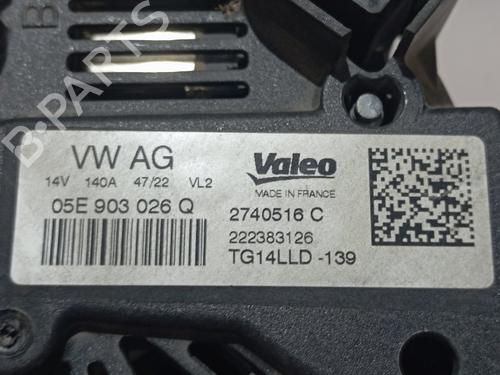 B
B-PARTS
VW AG
14V 140A 47/22 VL2
05E 903 026 Q
Valeo
MADE IN FRANCE
2740516 C
222383126
TG14LLD -139